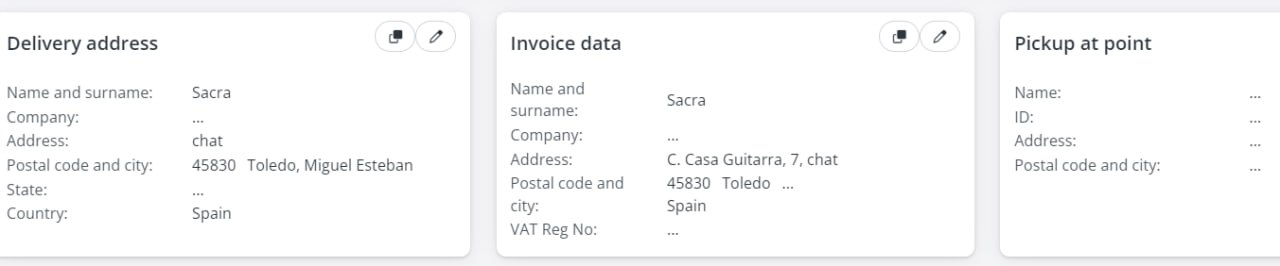 Delivery address
Name and surname: Sacra
Company: ...
Address: chat
Postal code and city: 45830 Toledo, Miguel Esteban
State: ...
Country: Spain
Invoice data
Name and
surname: Sacra
Company: ...
Address: C. Casa Guitarra, 7, chat
Postal code and 45830 Toledo ...
city: Spain
VAT Reg No: ...
Pickup at point
Name: ...
ID: ...
Address: ...
Postal code and city: ...